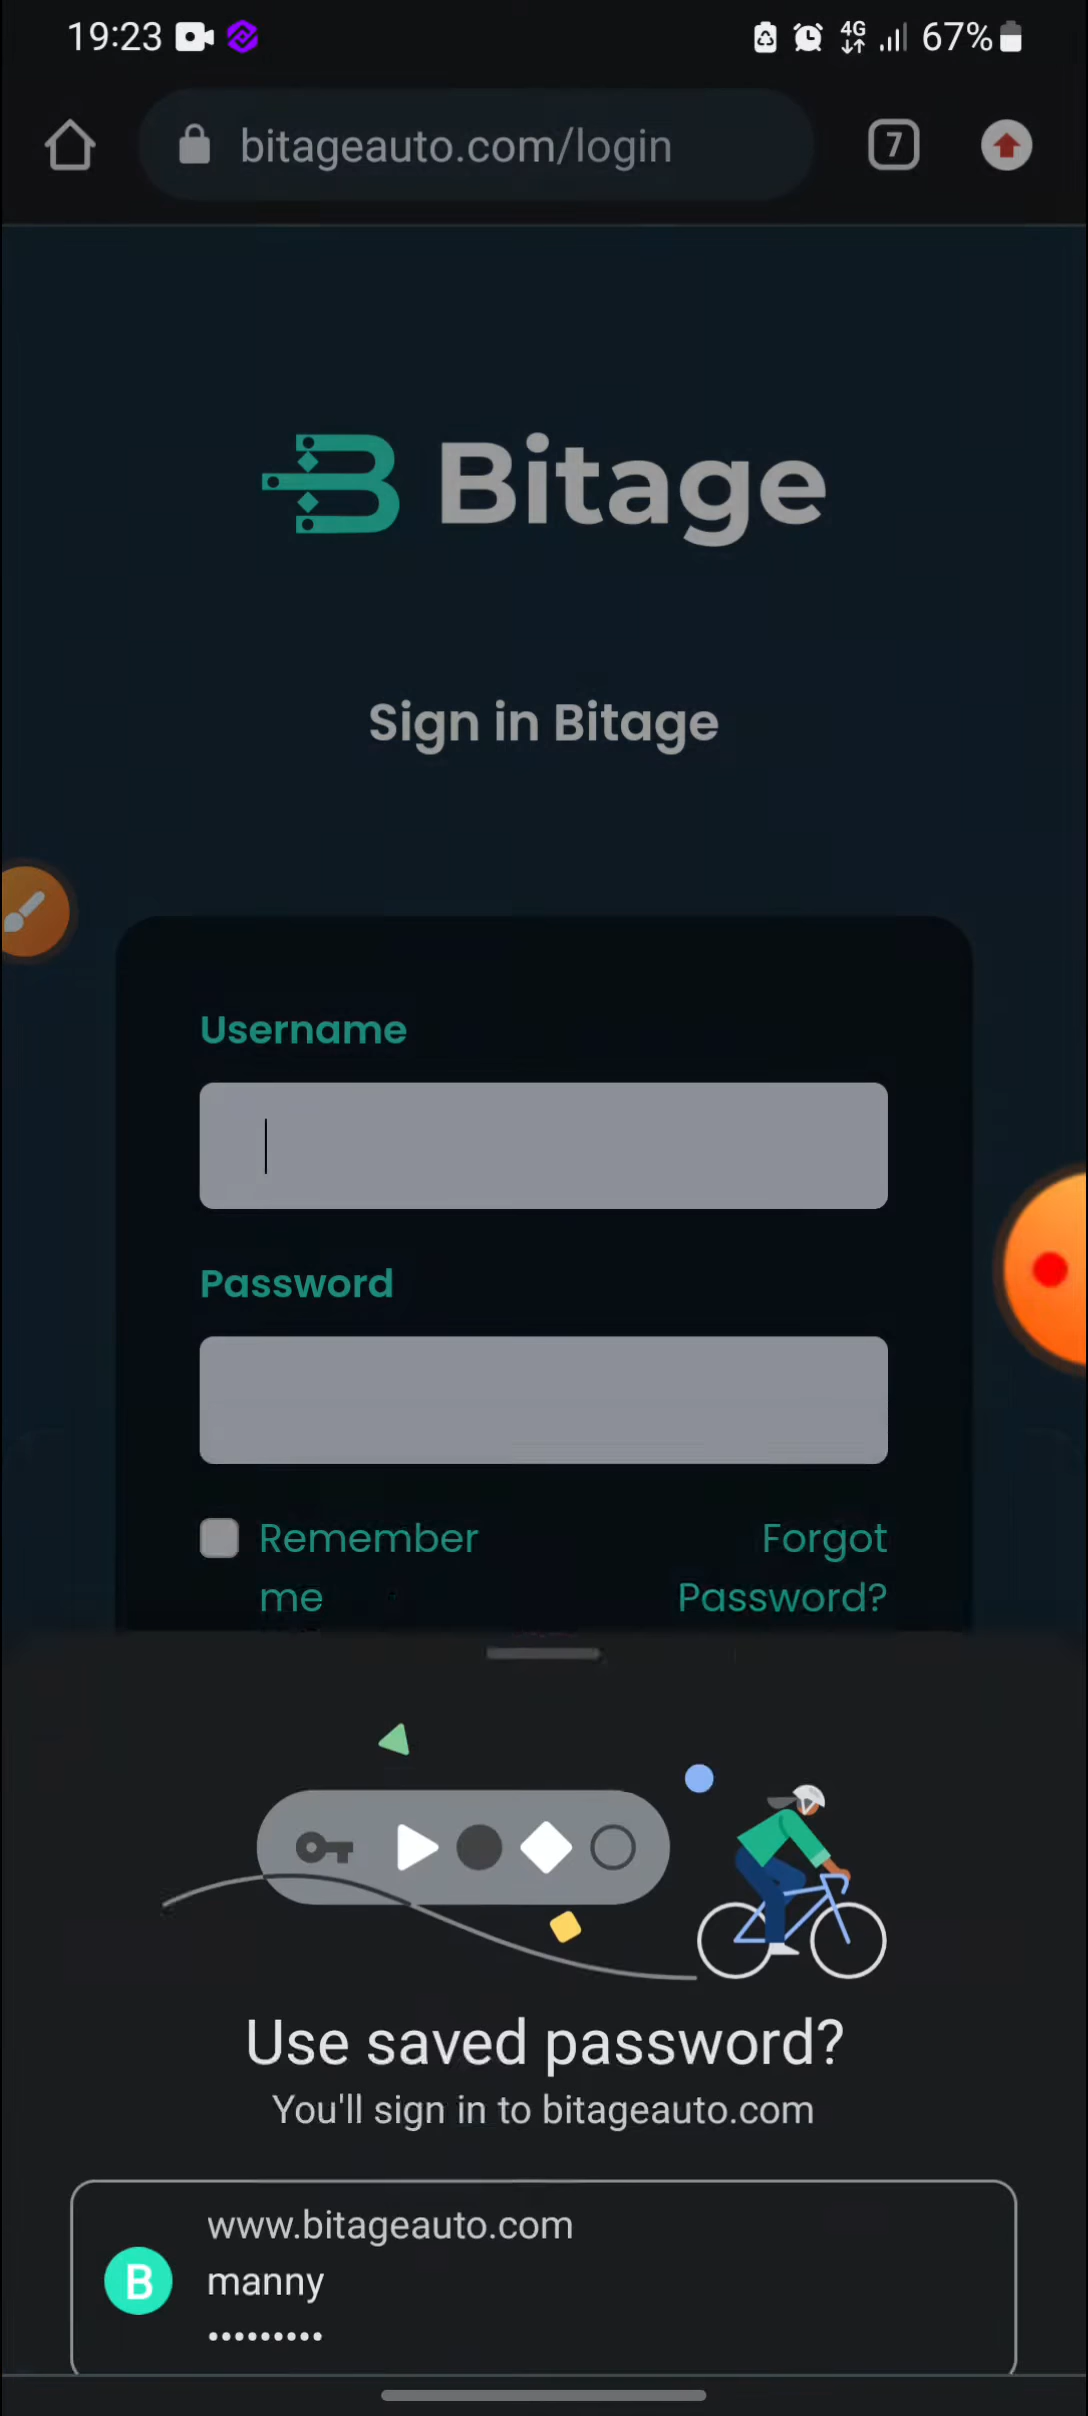 19:23
4G
67%
bitageauto.com/login
7
Bitage
Sign in Bitage
Username
Password
Remember
me
Forgot
Password?
Use saved password?
You'll sign in to bitageauto.com
www.bitageauto.com
B
manny
•••••••••